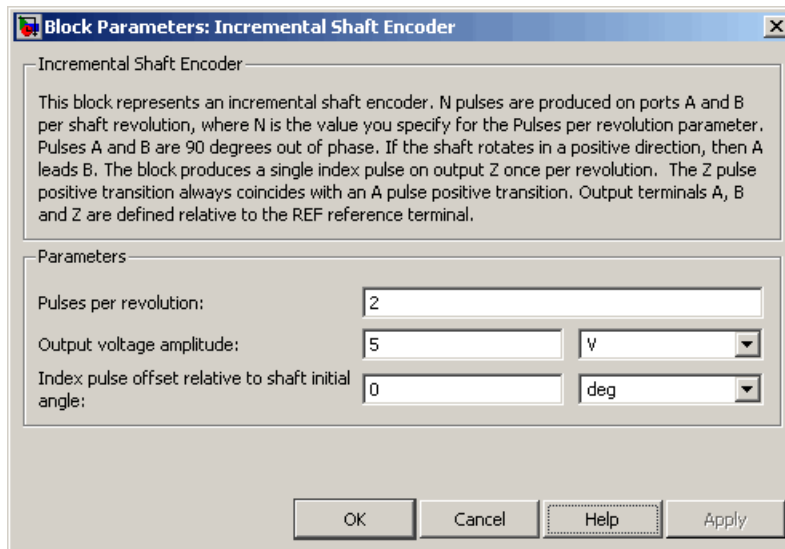 Block Parameters: Incremental Shaft Encoder
Incremental Shaft Encoder
This block represents an incremental shaft encoder. N pulses are produced on ports A and B
per shaft revolution, where N is the value you specify for the Pulses per revolution parameter.
Pulses A and B are 90 degrees out of phase. If the shaft rotates in a positive direction, then A
leads B. The block produces a single index pulse on output Z once per revolution.  The Z pulse
positive transition always coincides with an A pulse positive transition. Output terminals A, B
and Z are defined relative to the REF reference terminal.
Parameters
Pulses per revolution: 2
Output voltage amplitude: 5 V
Index pulse offset relative to shaft initial
angle: 0 deg
OK Cancel Help Apply